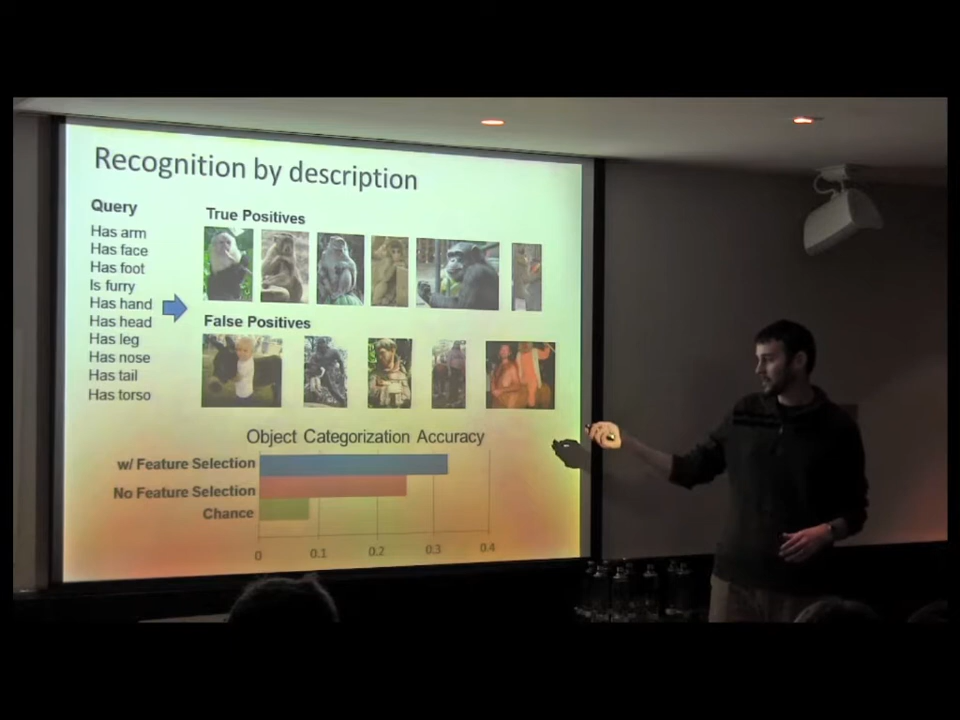 Recognition by description
Query
Has arm
Has face
Has foot
Is furry
Has hand
Has head
Has leg
Has nose
Has tail
Has torso
True Positives
False Positives
Object Categorization Accuracy
w/ Feature Selection
No Feature Selection
Chance
0 0.1 0.2 0.3 0.4